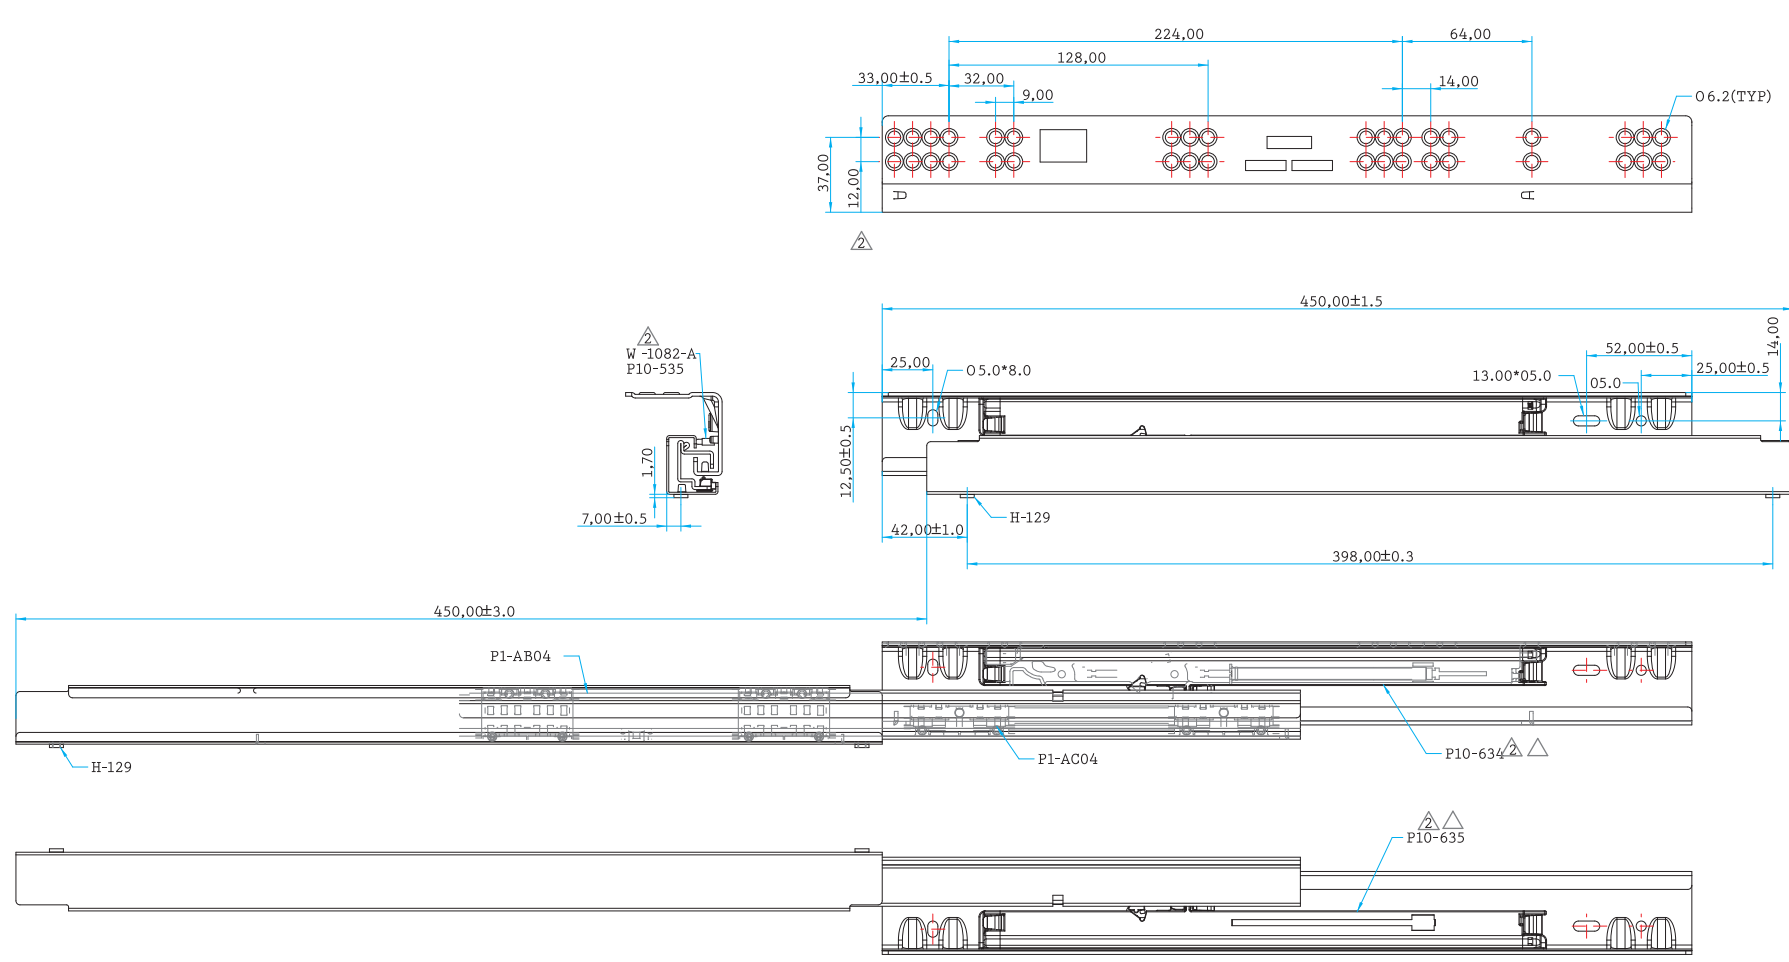 224,00
64,00
128,00
33,00±0.5
32,00
14,00
9,00
O6.2(TYP)
37,00
12,00
A
A
2
450,00±1.5
2
W -1082-A
P10-535
25,00
O5.0*8.0
52,00±0.5
14,00
25,00±0.5
13.00*05.0
05.0
12,50±0.5
1,70
7,00±0.5
H-129
42,00±1.0
398,00±0.3
450,00±3.0
P1-AB04
H-129
P1-AC04
P10-634
2
2
P10-635